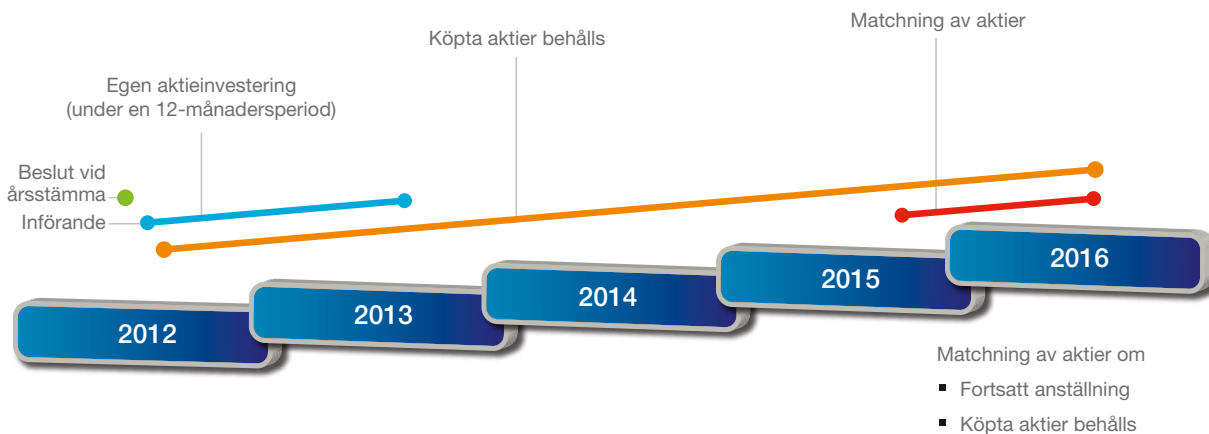 Matchning av aktier
Köpta aktier behålls
Egen aktieinvestering
(under en 12-månadersperiod)
Beslut vid
årsstämma
Införande
2012
2013
2014
2015
2016
Matchning av aktier om
▪ Fortsatt anställning
▪ Köpta aktier behålls